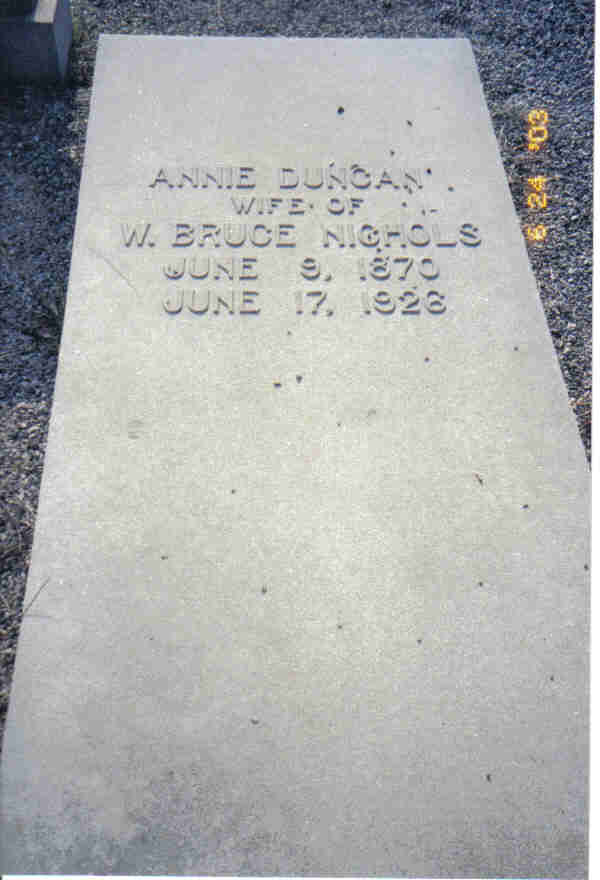 ANNIE DUNCAN
WIFE OF
W. BRUCE NICHOLS
JUNE 9, 1870
JUNE 17, 1926
6 24 '03